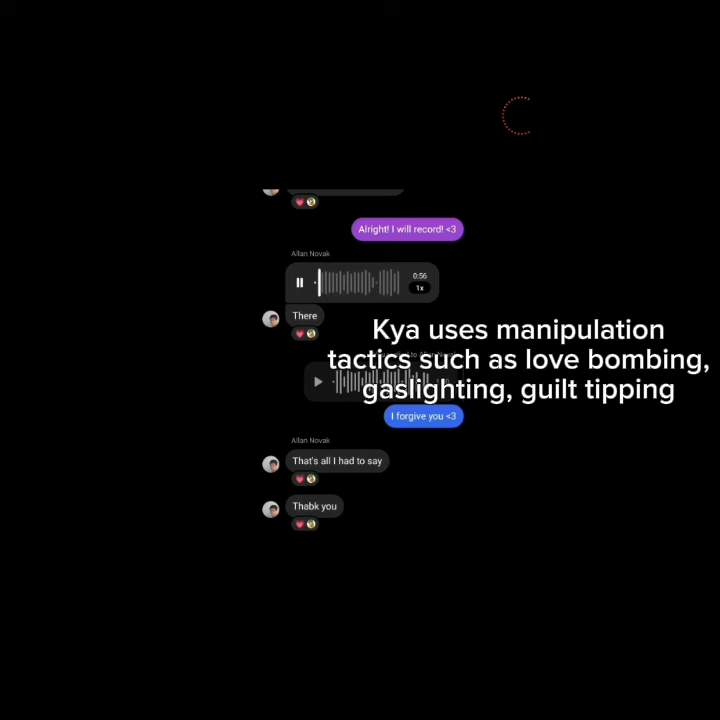 Alright! I will record! <3
Allan Novak
0:56
1x
There
Kya uses manipulation
tactics such as love bombing,
gaslighting, guilt tipping
I forgive you <3
Allan Novak
That's all I had to say
Thabk you